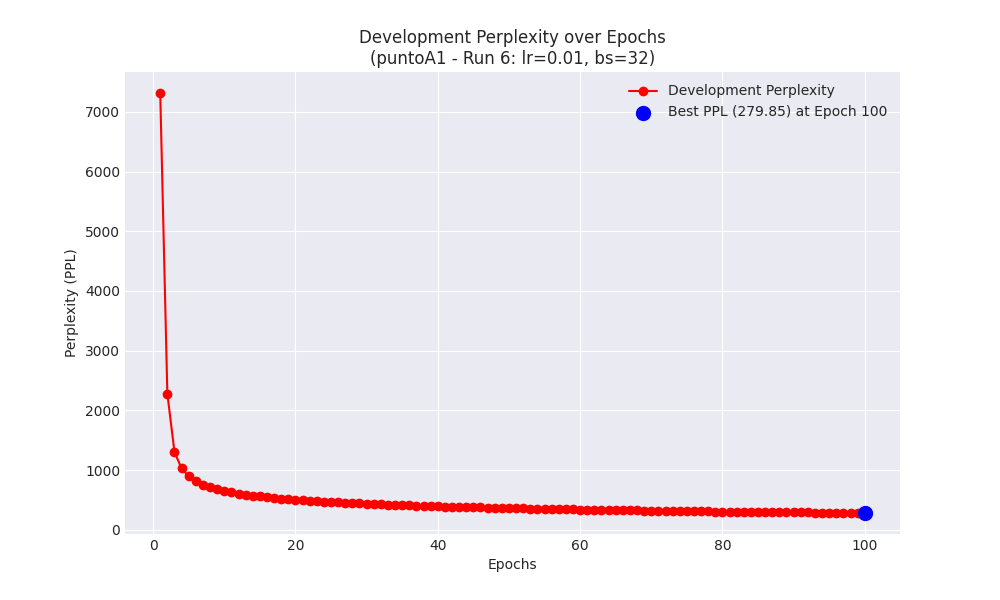 Development Perplexity over Epochs
(puntoA1 - Run 6: lr=0.01, bs=32)
Development Perplexity
Best PPL (279.85) at Epoch 100
Perplexity (PPL)
7000
6000
5000
4000
3000
2000
1000
0
0 20 40 60 80 100
Epochs